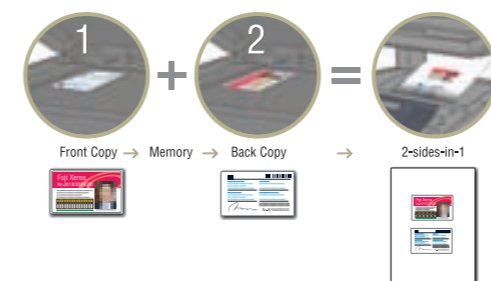 1 + 2 =
Front Copy → Memory → Back Copy → 2-sides-in-1
Fuji Xerox